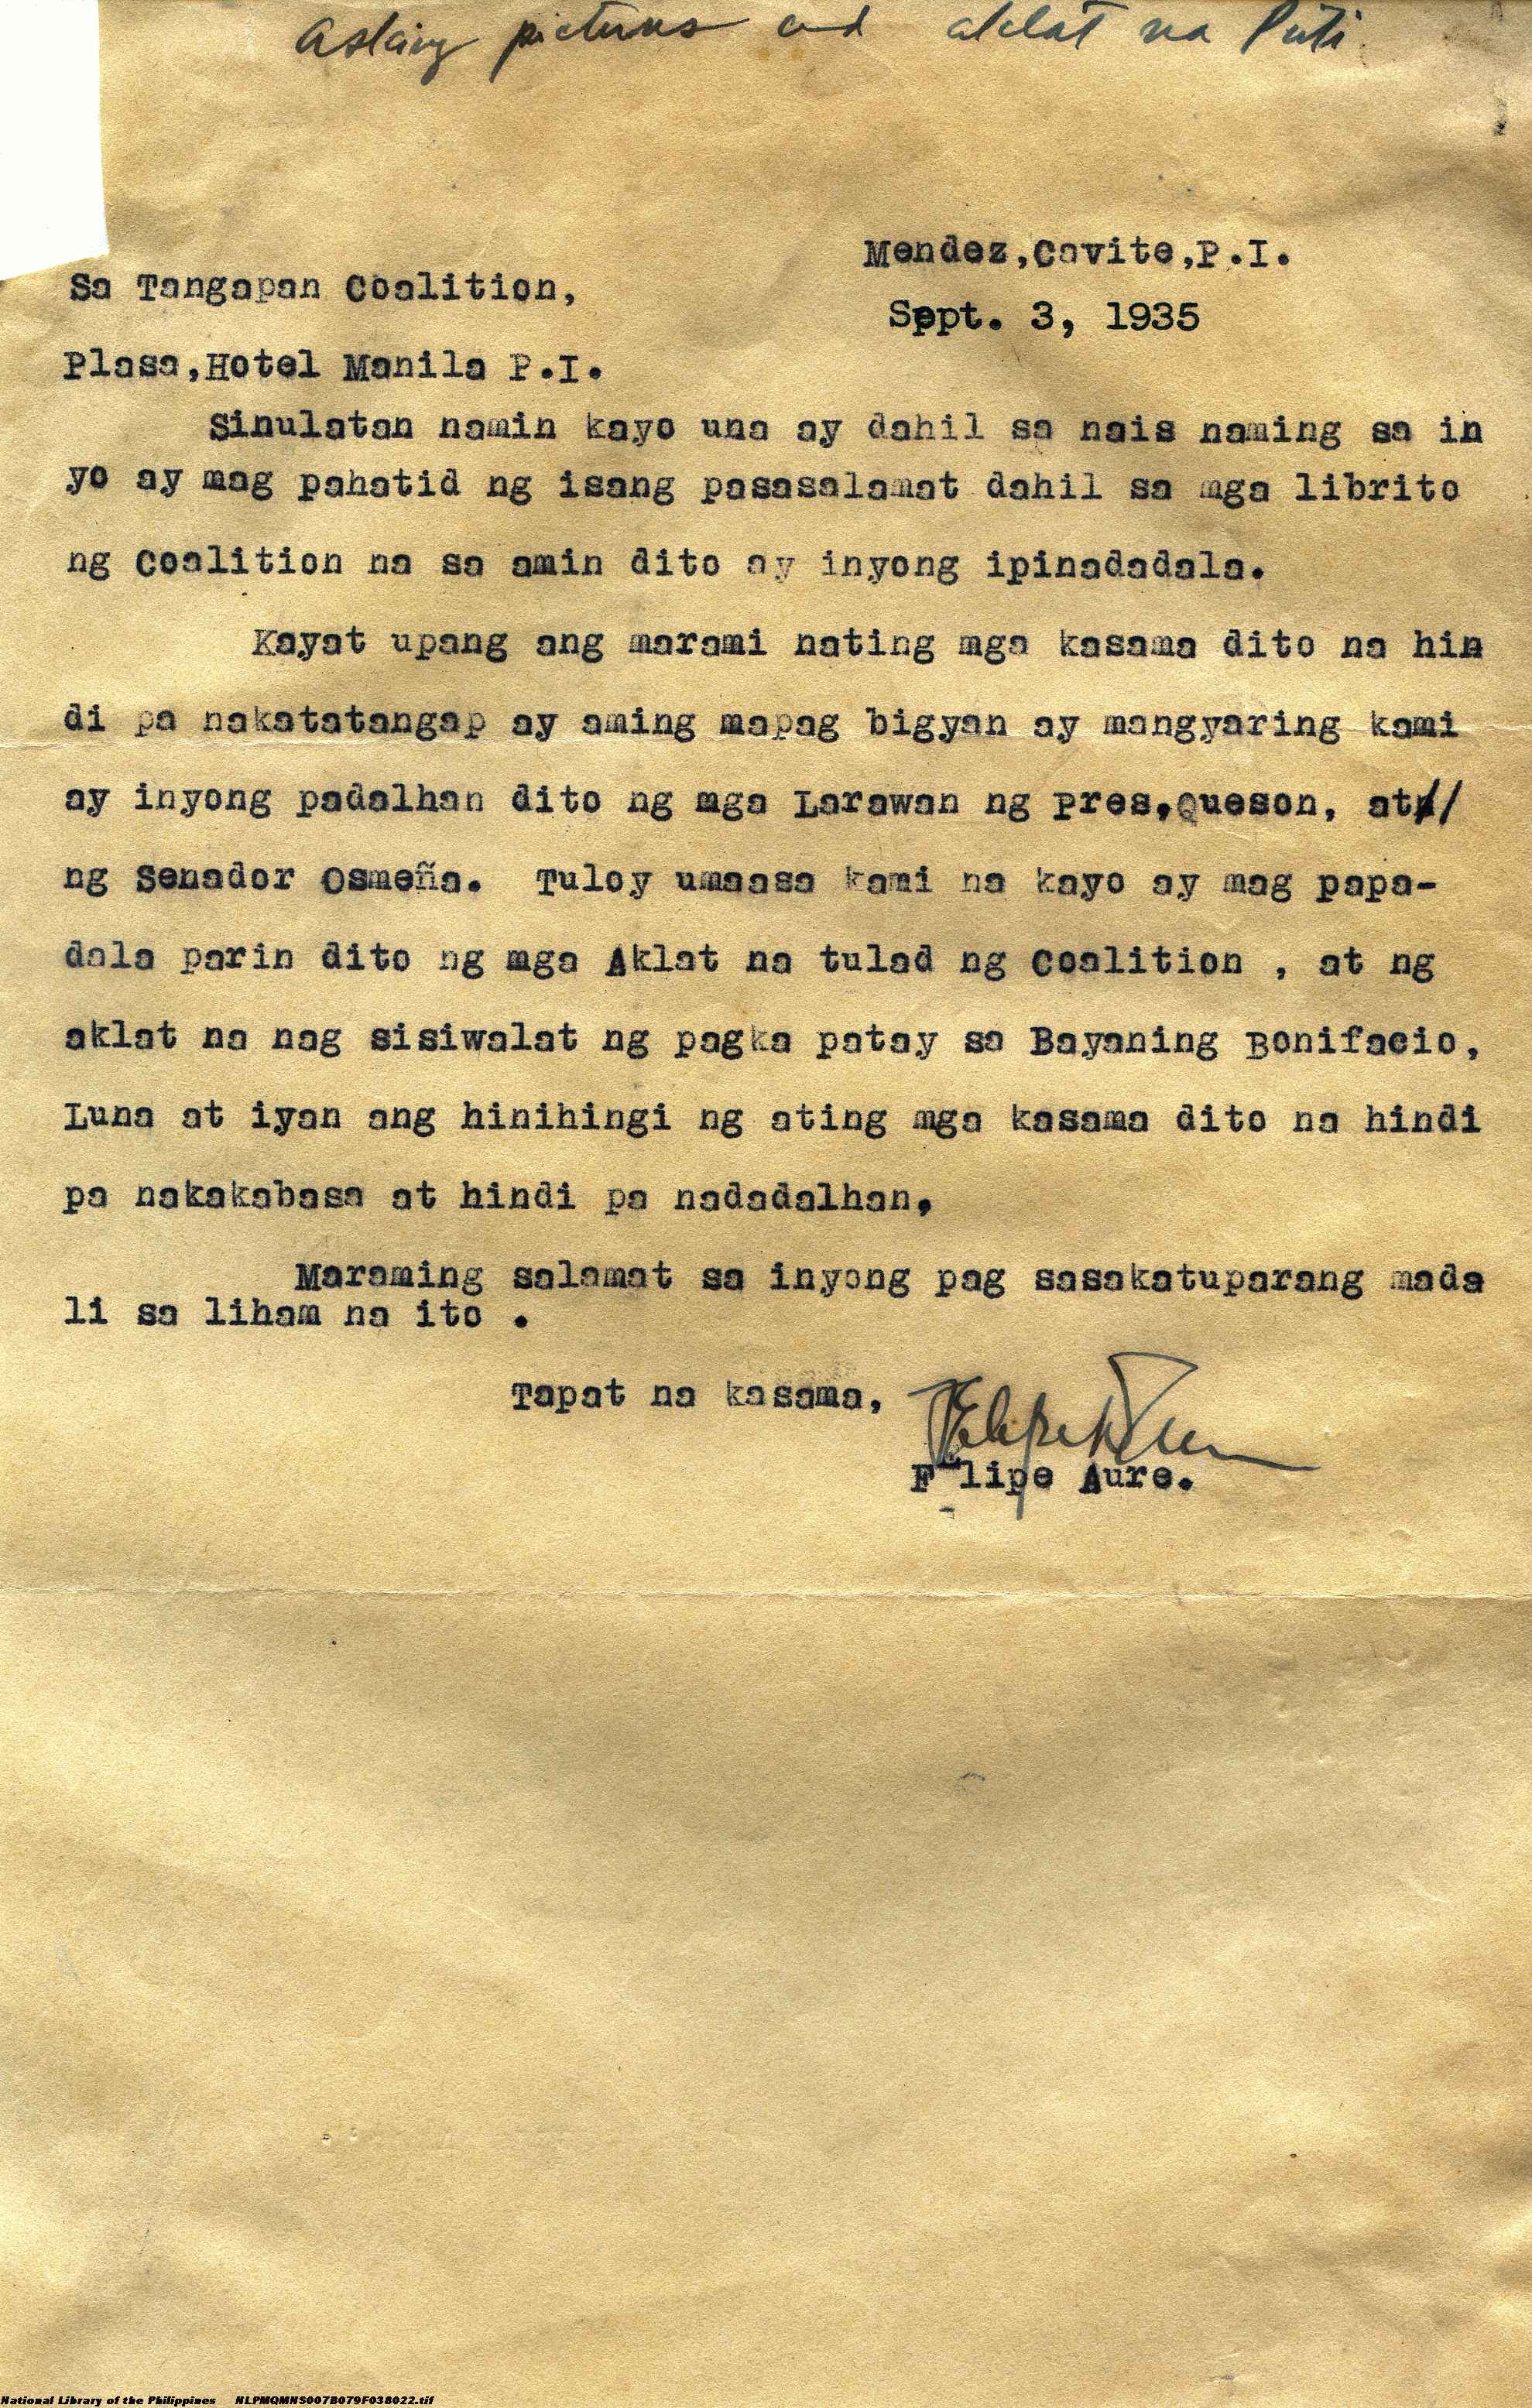 Asking pictures and aklat na Puti
Mendez,Cavite,P.I.
Sa Tangapan Coalition,
Sept. 3, 1935
Plasa,Hotel Manila P.I.
Sinulatan namin kayo una ay dahil sa nais naming sa in
yo ay mag pahatid ng isang pasasalamat dahil sa mga librito
ng Coalition na sa amin dito ay inyong ipinadadala.
Kayat upang ang marami nating mga kasama dito na hin
di pa nakatatangap ay aming mapag bigyan ay mangyaring kami
ay inyong padalhan dito ng mga Larawan ng Pres,Queson, at//
ng Senador Osmeña. Tuloy umaasa kami na kayo ay mag papa-
dala parin dito ng mga Aklat na tulad ng Coalition , at ng
aklat na nag sisiwalat ng pagka patay sa Bayaning Bonifacio,
Luna at iyan ang hinihingi ng ating mga kasama dito na hindi
pa nakakabasa at hindi pa nadadalhan,
Maraming salamat sa inyong pag sasakatuparang mada
li sa liham na ito .
Tapat na kasama,
Felipe Aure.
National Library of the Philippines NLPMQMNS007B079F038022.tif